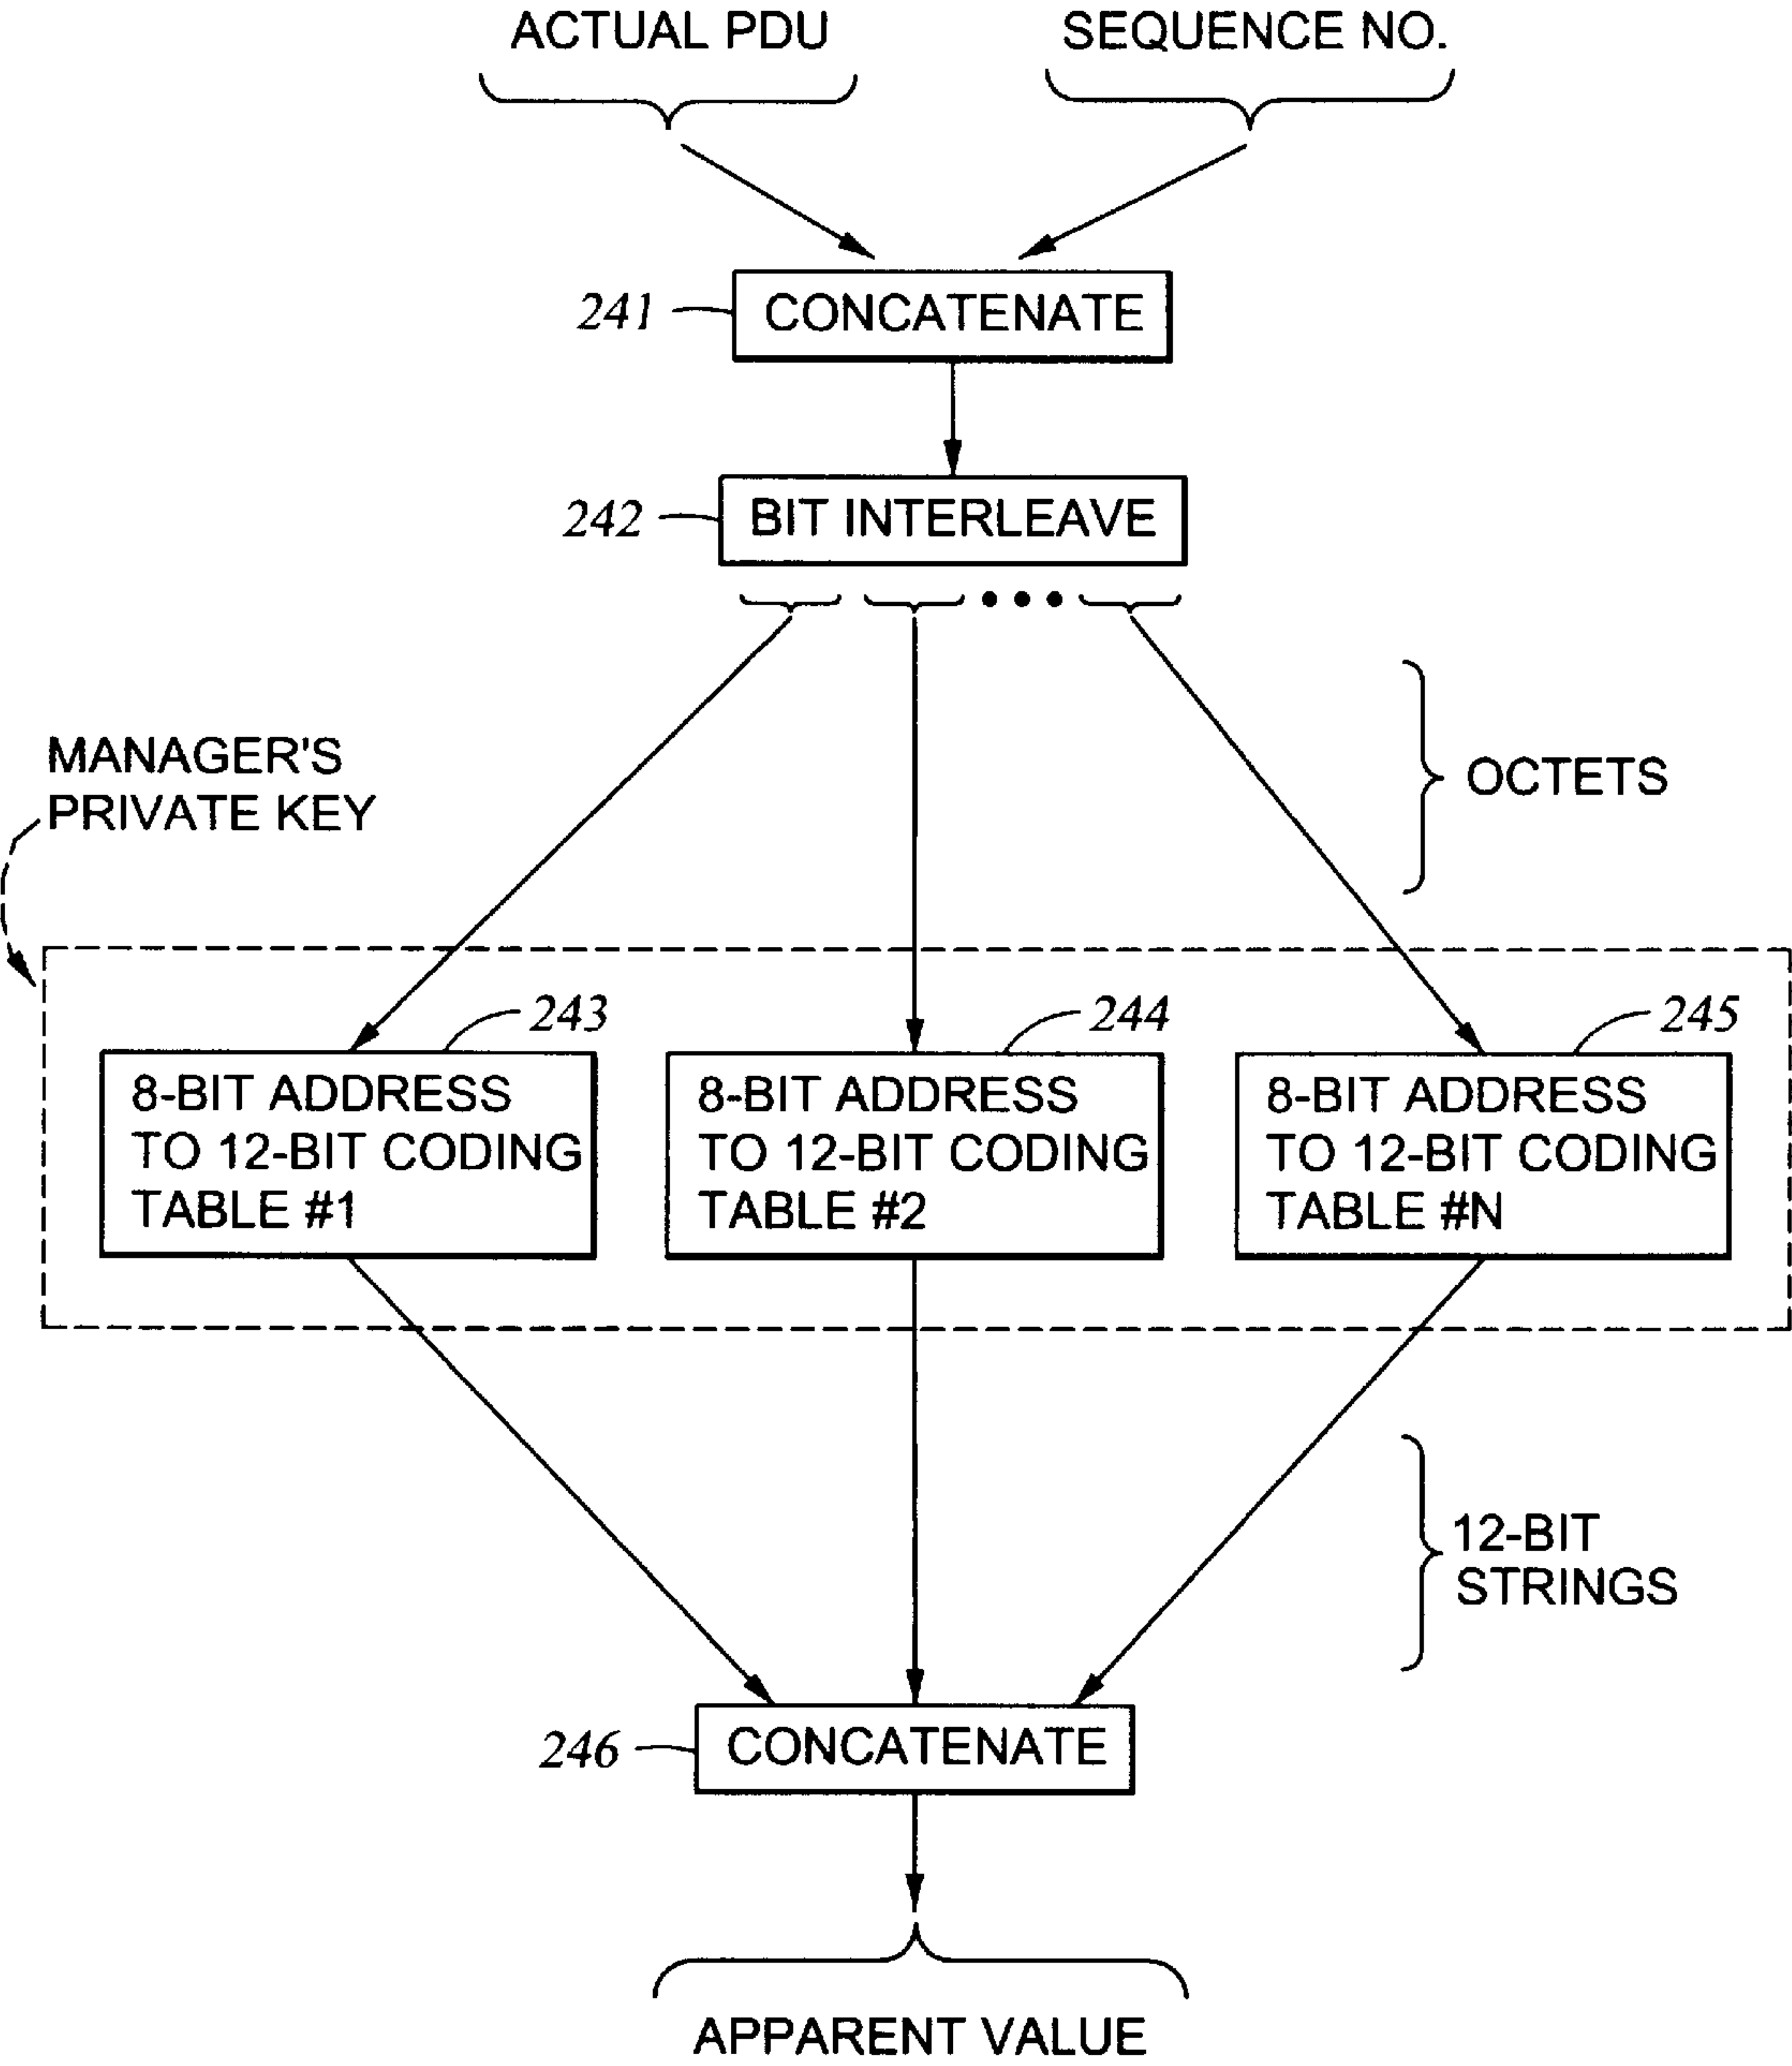 ACTUAL PDU
SEQUENCE NO.
241
CONCATENATE
242
BIT INTERLEAVE
MANAGER'S
PRIVATE KEY
OCTETS
243
244
245
8-BIT ADDRESS
TO 12-BIT CODING
TABLE #1
8-BIT ADDRESS
TO 12-BIT CODING
TABLE #2
8-BIT ADDRESS
TO 12-BIT CODING
TABLE #N
12-BIT
STRINGS
246
CONCATENATE
APPARENT VALUE